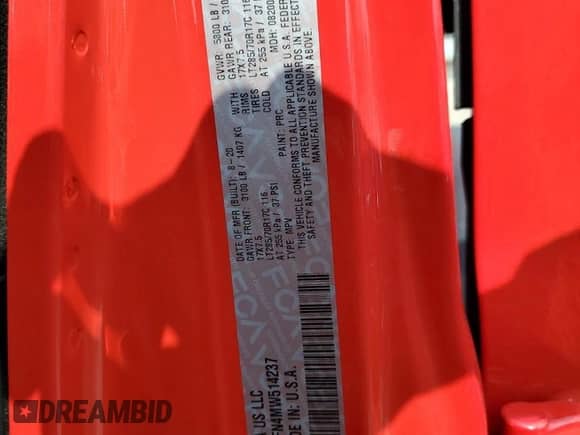 A US LLC
DATE OF MFR (BUILT): 8-20
GVWR: 5800 LB /
GAWR FRONT: 3100 LB / 1407 KG WITH
GAWR REAR: 310
17X7.5 RIMS 17X7.5
LT285/70R17C 116 TIRES LT285/70R17C 116
AT 255 kPa / 37 PSI COLD AT 255 kPa / 37
TYPE: MPV MDH: 08200
PAINT: PRC
THIS VEHICLE CONFORMS TO ALL APPLICABLE U.S.A. FEDER
SAFETY AND THEFT PREVENTION STANDARDS IN EFFECT
MANUFACTURE SHOWN ABOVE.
FN4MW514237
DE IN: U.S.A.
DREAMBID